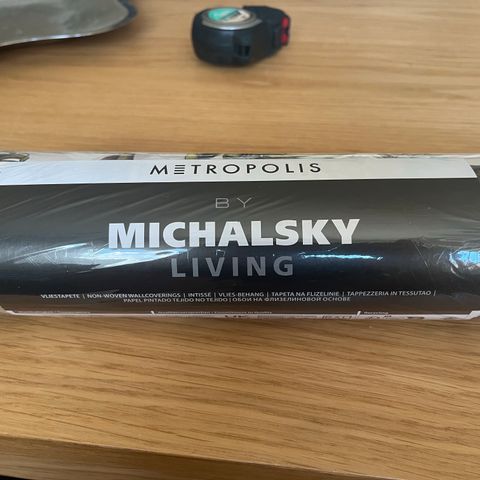 METROPOLIS
BY
MICHALSKY
LIVING
VLIESTAPETE | NON-WOVEN WALLCOVERINGS | INTISSÉ | VLIES-BEHANG | TAPETA NA FLIZELINIE | TAPPEZZERIA IN TESSUTAO |
PAPEL PINTADO TEJIDO NO TEJIDO | ОБОИ НА ФЛИЗЕЛИНОВОЙ ОСНОВЕ